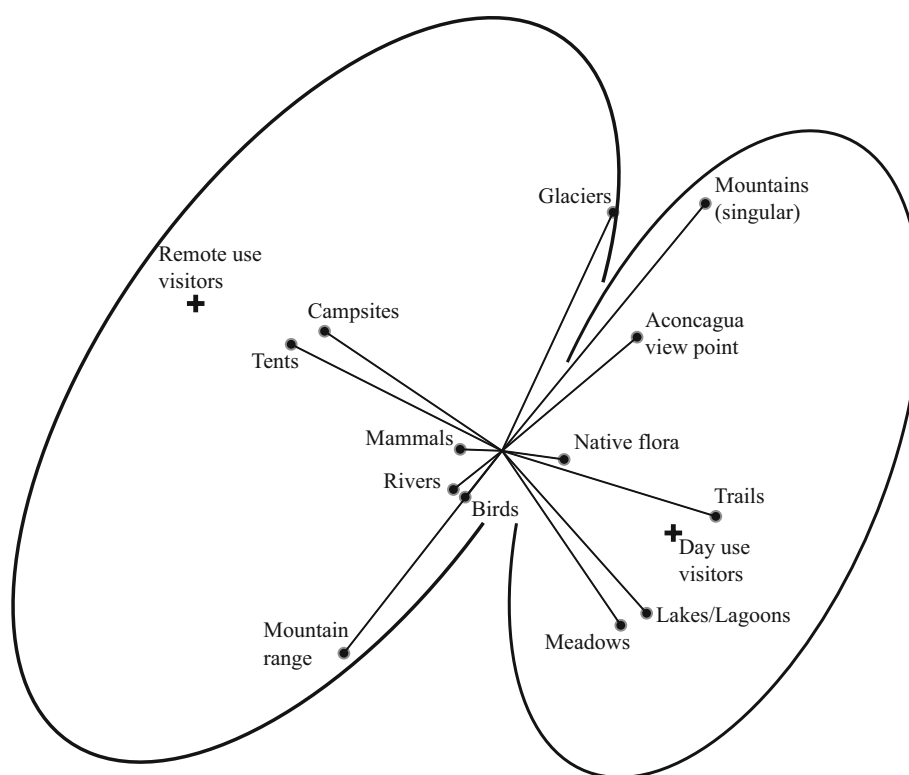 Glaciers
Mountains
(singular)
Remote use
visitors
Campsites
Tents
Aconcagua
view point
Mammals
Native flora
Rivers
Birds
Trails
Day use
visitors
Lakes/Lagoons
Meadows
Mountain
range